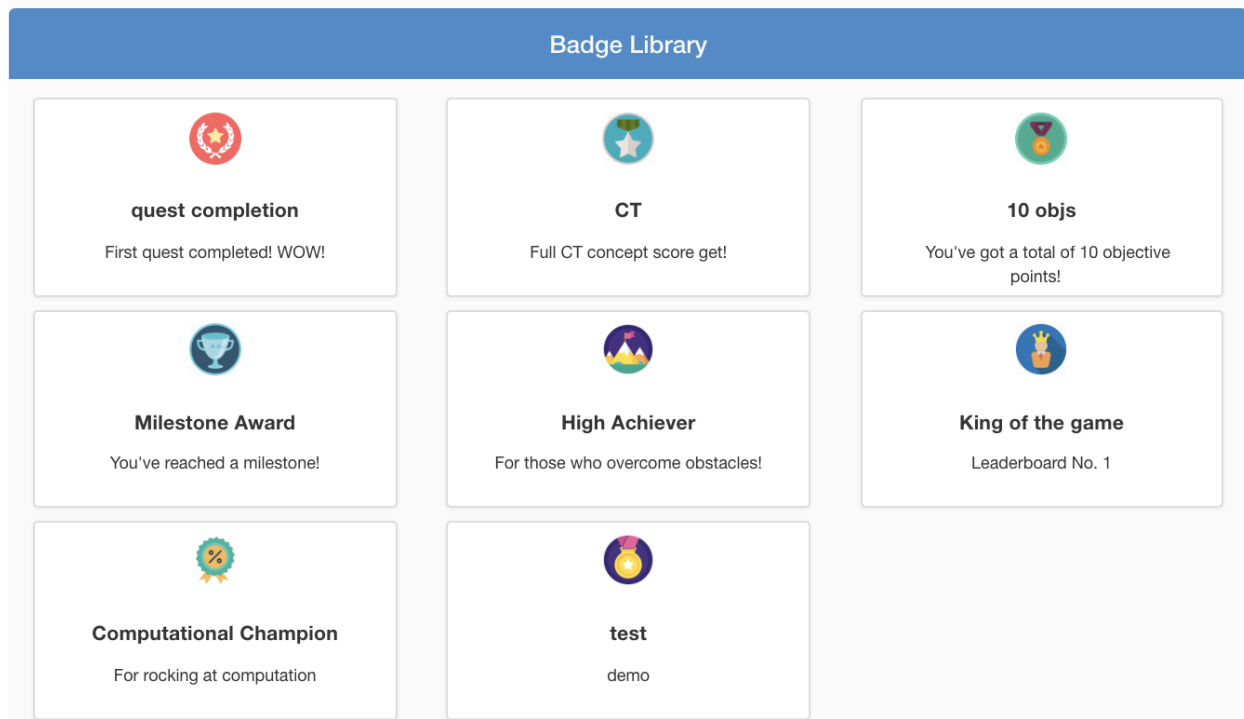 Badge Library
quest completion
First quest completed! WOW!
CT
Full CT concept score get!
10 objs
You've got a total of 10 objective
points!
Milestone Award
You've reached a milestone!
High Achiever
For those who overcome obstacles!
King of the game
Leaderboard No. 1
%
Computational Champion
For rocking at computation
test
demo